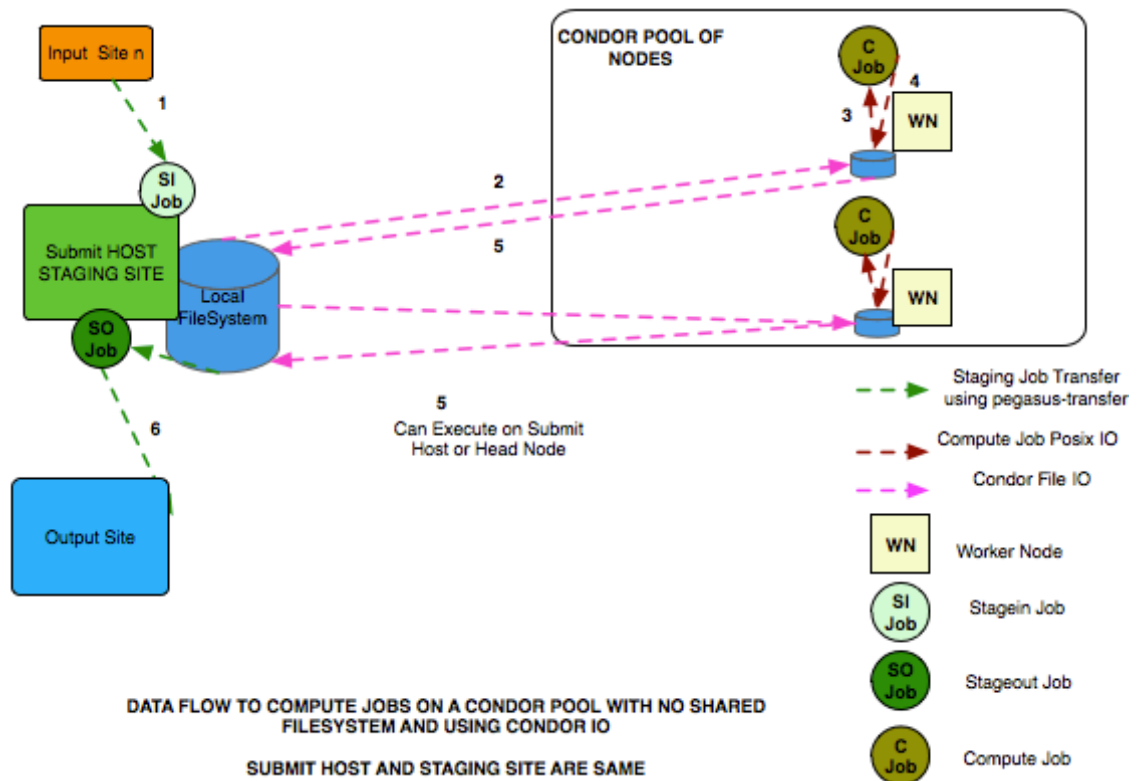 Input  Site n
1
SI
Job
Submit HOST
STAGING SITE
Local
FileSystem
SO
Job
6
Output Site
2
5
5
Can Execute on Submit
Host or Head Node
CONDOR POOL OF
NODES
C
Job
4
3
WN
C
Job
WN
Staging Job Transfer
using pegasus-transfer
Compute Job Posix IO
Condor File IO
WN
Worker Node
SI
Job
Stagein Job
SO
Job
Stageout Job
C
Job
Compute Job
DATA FLOW TO COMPUTE JOBS ON A CONDOR POOL WITH NO SHARED
FILESYSTEM AND USING CONDOR IO
SUBMIT HOST AND STAGING SITE ARE SAME